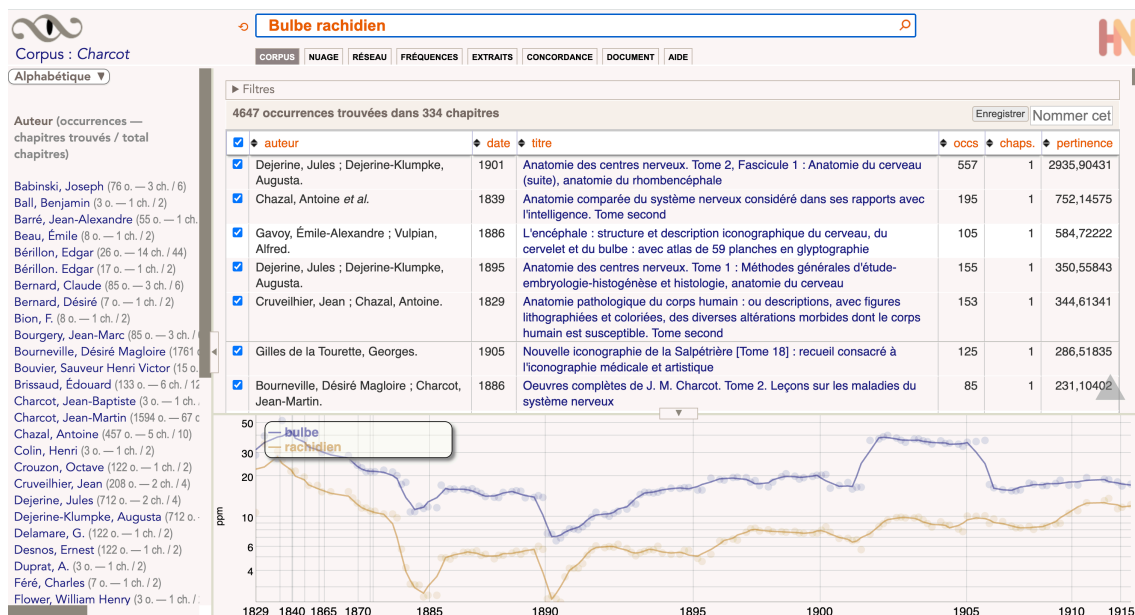 Bulbe rachidien
HN
Corpus : Charcot
CORPUS NUAGE RÉSEAU FRÉQUENCES EXTRAITS CONCORDANCE DOCUMENT AIDE
Alphabétique ▼
▶ Filtres
4647 occurrences trouvées dans 334 chapitres
Enregistrer Nommer cet
Auteur (occurrences —
chapitres trouvés / total
chapitres)
Babinski, Joseph (76 o. — 3 ch. / 6)
Ball, Benjamin (3 o. — 1 ch. / 2)
Barré, Jean-Alexandre (55 o. — 1 ch.
Beau, Émile (8 o. — 1 ch. / 2)
Bérillon, Edgar (26 o. — 14 ch. / 44)
Bérillon. Edgar (17 o. — 1 ch. / 2)
Bernard, Claude (85 o. — 3 ch. / 6)
Bernard, Désiré (7 o. — 1 ch. / 2)
Bion, F. (8 o. — 1 ch. / 2)
Bourgery, Jean-Marc (85 o. — 3 ch. /
Bourneville, Désiré Magloire (1761
Bouvier, Sauveur Henri Victor (15 o.
Brissaud, Édouard (133 o. — 6 ch. / 12
Charcot, Jean-Baptiste (3 o. — 1 ch.
Charcot, Jean-Martin (1594 o. — 67 c
Chazal, Antoine (457 o. — 5 ch. / 10)
Colin, Henri (3 o. — 1 ch. / 2)
Crouzon, Octave (122 o. — 1 ch. / 2)
Cruveilhier, Jean (208 o. — 2 ch. / 4)
Dejerine, Jules (712 o. — 2 ch. / 4)
Dejerine-Klumpke, Augusta (712 o. -
Delamare, G. (122 o. — 1 ch. / 2)
Desnos, Ernest (122 o. — 1 ch. / 2)
Duprat, A. (3 o. — 1 ch. / 2)
Féré, Charles (7 o. — 1 ch. / 2)
Flower, William Henry (3 o. — 1 ch. /
auteur date titre occs chaps. pertinence
Dejerine, Jules ; Dejerine-Klumpke, 1901 Anatomie des centres nerveux. Tome 2, Fascicule 1 : Anatomie du cerveau 557 1 2935,90431
Augusta. (suite), anatomie du rhombencéphale
Chazal, Antoine et al. 1839 Anatomie comparée du système nerveux considéré dans ses rapports avec 195 1 752,14575
l'intelligence. Tome second
Gavoy, Émile-Alexandre ; Vulpian, 1886 L'encéphale : structure et description iconographique du cerveau, du 105 1 584,72222
Alfred. cervelet et du bulbe : avec atlas de 59 planches en glyptographie
Dejerine, Jules ; Dejerine-Klumpke, 1895 Anatomie des centres nerveux. Tome 1 : Méthodes générales d'étude- 155 1 350,55843
Augusta. embryologie-histogénèse et histologie, anatomie du cerveau
Cruveilhier, Jean ; Chazal, Antoine. 1829 Anatomie pathologique du corps humain : ou descriptions, avec figures 153 1 344,61341
lithographiées et coloriées, des diverses altérations morbides dont le corps
humain est susceptible. Tome second
Gilles de la Tourette, Georges. 1905 Nouvelle iconographie de la Salpétrière [Tome 18] : recueil consacré à 125 1 286,51835
l'iconographie médicale et artistique
Bourneville, Désiré Magloire ; Charcot, 1886 Oeuvres complètes de J. M. Charcot. Tome 2. Leçons sur les maladies du 85 1 231,10402
Jean-Martin. système nerveux
bulbe
rachidien
50
30
20
10
6
4
ppm
1829 1840 1865 1870 1885 1890 1895 1900 1905 1910 1915